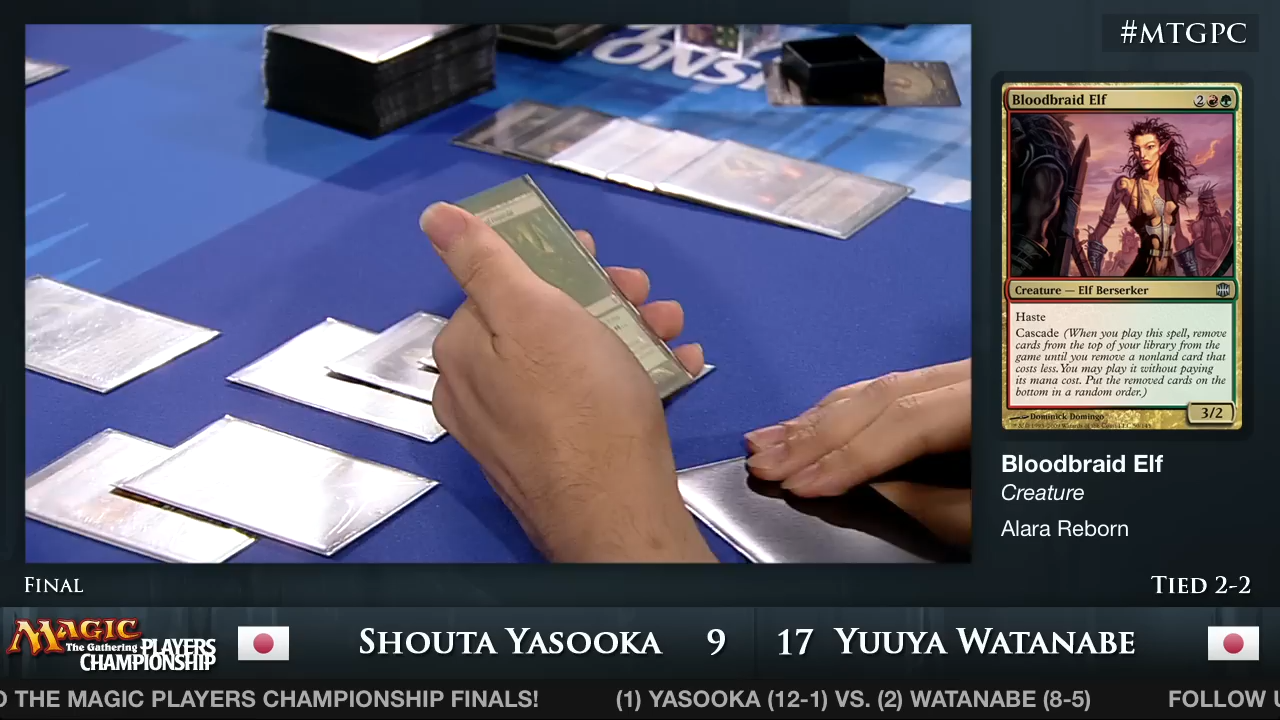 #MTGPC
ONS
Bloodbraid Elf
2
Creature — Elf Berserker
Haste
Cascade (When you play this spell, remove
cards from the top of your library from the
game until you remove a nonland card that
costs less. You may play it without paying
its mana cost. Put the removed cards on the
bottom in a random order.)
3/2
Dominick Domingo
Bloodbraid Elf
Creature
Alara Reborn
FINAL
TIED 2-2
MAGIC
The Gathering
PLAYERS
CHAMPIONSHIP
SHOUTA YASOOKA 9 17 YUUYA WATANABE
O THE MAGIC PLAYERS CHAMPIONSHIP FINALS! (1) YASOOKA (12-1) VS. (2) WATANABE (8-5) FOLLOW U